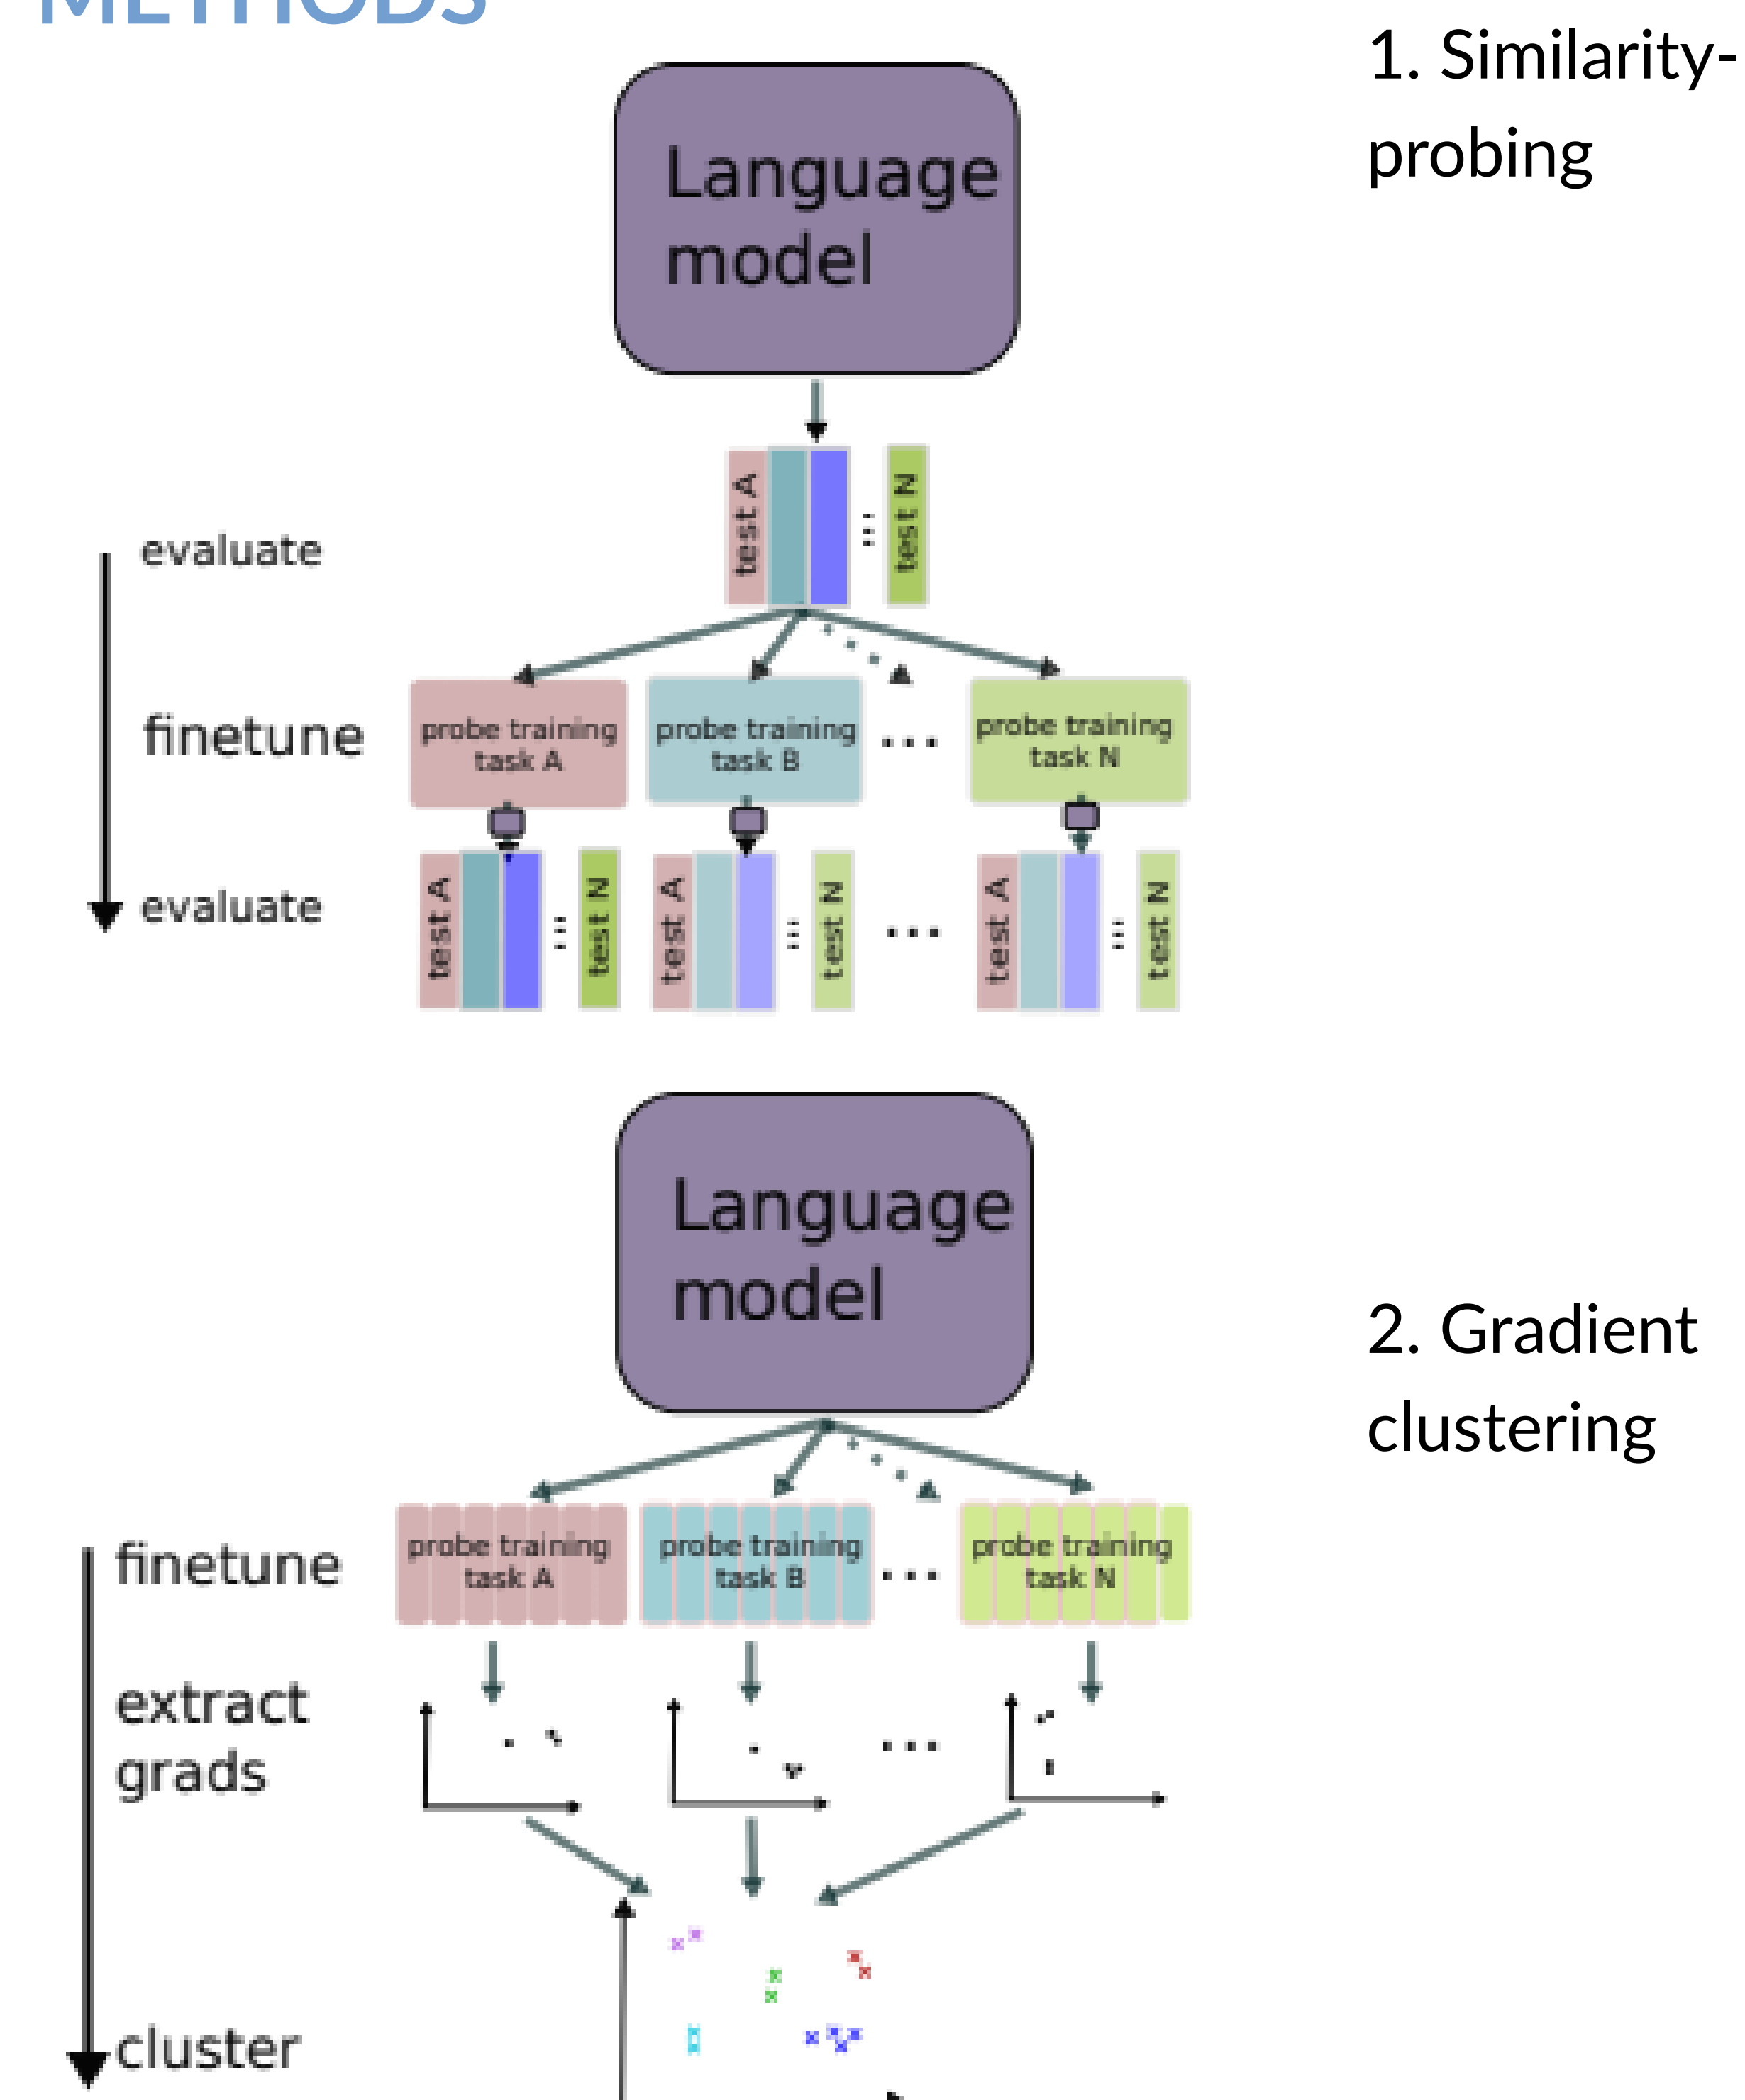 METHODS
1. Similarity-
probing
Language
model
test A
test N
evaluate
finetune
probe training
task A
probe training
task B
...
probe training
task N
evaluate
test A
test N
test A
test N
...
test A
test N
2. Gradient
clustering
Language
model
finetune
probe training
task A
probe training
task B
...
probe training
task N
extract
grads
...
cluster